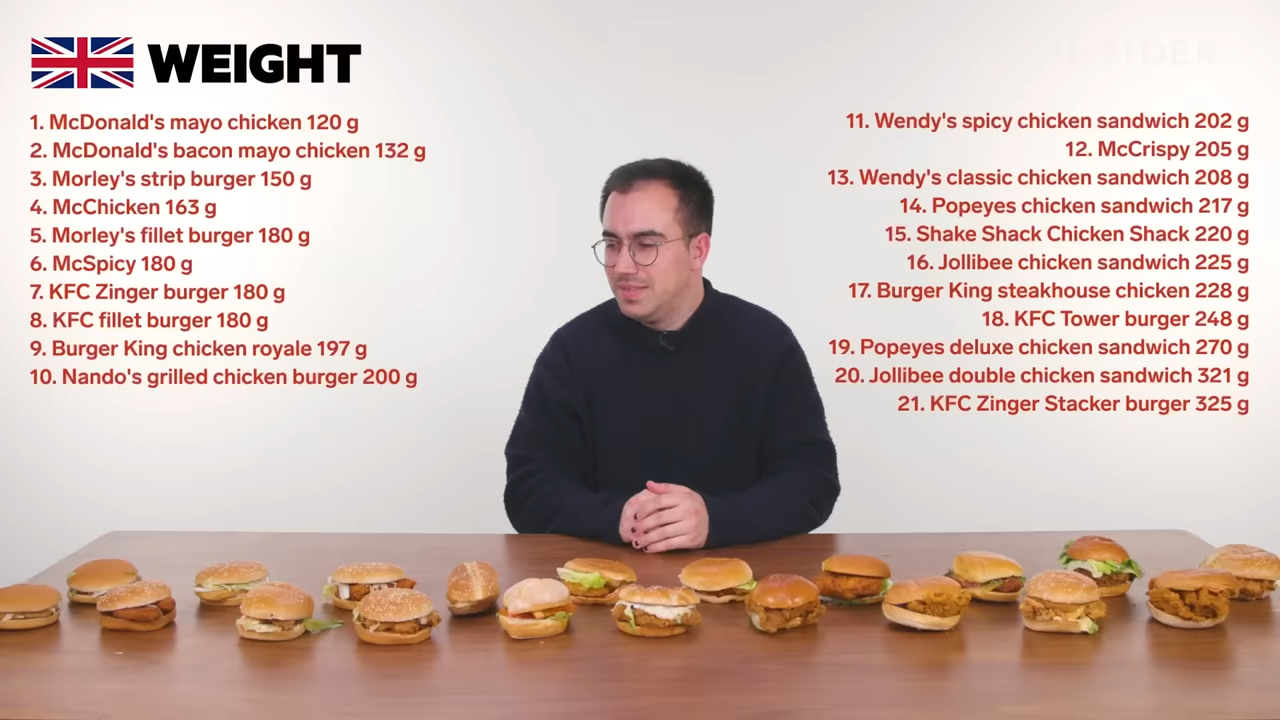 WEIGHT
1. McDonald's mayo chicken 120 g
2. McDonald's bacon mayo chicken 132 g
3. Morley's strip burger 150 g
4. McChicken 163 g
5. Morley's fillet burger 180 g
6. McSpicy 180 g
7. KFC Zinger burger 180 g
8. KFC fillet burger 180 g
9. Burger King chicken royale 197 g
10. Nando's grilled chicken burger 200 g
11. Wendy's spicy chicken sandwich 202 g
12. McCrispy 205 g
13. Wendy's classic chicken sandwich 208 g
14. Popeyes chicken sandwich 217 g
15. Shake Shack Chicken Shack 220 g
16. Jollibee chicken sandwich 225 g
17. Burger King steakhouse chicken 228 g
18. KFC Tower burger 248 g
19. Popeyes deluxe chicken sandwich 270 g
20. Jollibee double chicken sandwich 321 g
21. KFC Zinger Stacker burger 325 g